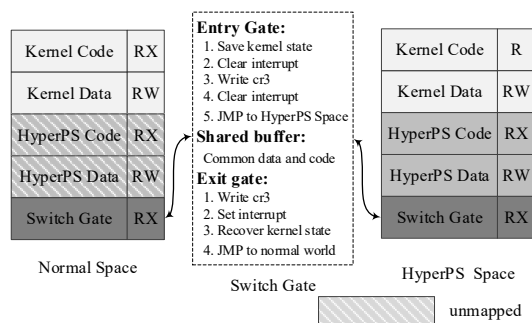 Kernel Code RX
Kernel Data RW
HyperPS Code RX
HyperPS Data RW
Switch Gate RX
Normal Space
Entry Gate:
1. Save kernel state
2. Clear interrupt
3. Write cr3
4. Clear interrupt
5. JMP to HyperPS Space
Shared buffer:
Common data and code
Exit gate:
1. Write cr3
2. Set interrupt
3. Recover kernel state
4. JMP to normal world
Switch Gate
Kernel Code R
Kernel Data RW
HyperPS Code RX
HyperPS Data RW
Switch Gate RX
HyperPS Space
unmapped